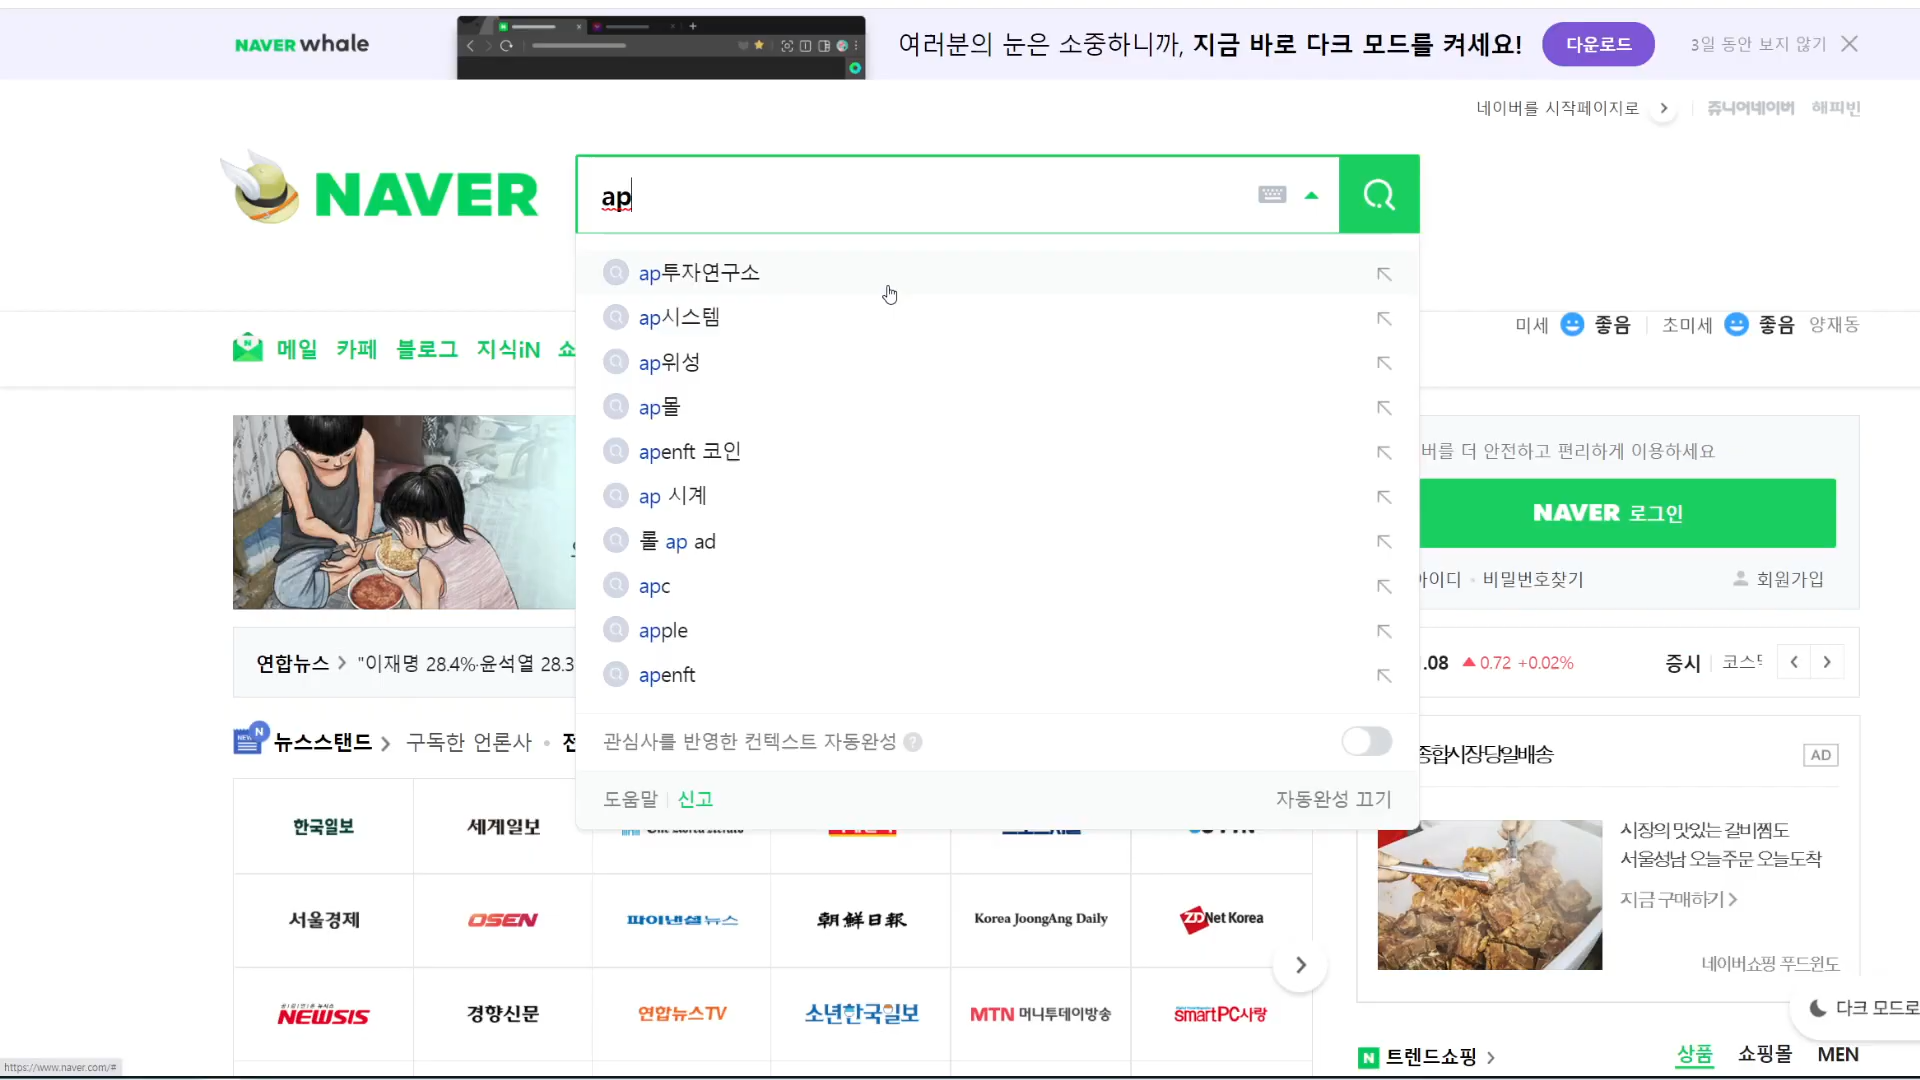 NAVER whale
여러분의 눈은 소중하니까, 지금 바로 다크 모드를 켜세요!
다운로드
3일 동안 보지 않기
네이버를 시작페이지로
쥬니어네이버
해피빈
NAVER
ap
ap투자연구소
ap시스템
ap위성
ap몰
apenft 코인
ap 시계
롤 ap ad
apc
apple
apenft
관심사를 반영한 컨텍스트 자동완성 ?
도움말
신고
자동완성 끄기
메일 카페 블로그 지식iN 쇼
미세 좋음 초미세 좋음 양재동
버를 더 안전하고 편리하게 이용하세요
NAVER 로그인
아이디 · 비밀번호찾기
회원가입
연합뉴스 > "이재명 28.4%·윤석열 28.3
.08 ▲0.72 +0.02%
증시
뉴스스탠드 > 구독한 언론사 ·
종합시장당일배송
AD
시장의 맛있는 갈비찜도
서울성남 오늘주문 오늘도착
지금 구매하기 >
네이버쇼핑 푸드윈도
한국일보
세계일보
서울경제
OSEN
파이낸셜뉴스
朝鮮日報
Korea JoongAng Daily
ZDNet Korea
NEWSIS
경향신문
연합뉴스TV
소년한국일보
MTN 머니투데이방송
smartPC사랑
다크 모드로
N 트렌드쇼핑 >
상품 쇼핑몰 MEN
https://www.naver.com/#